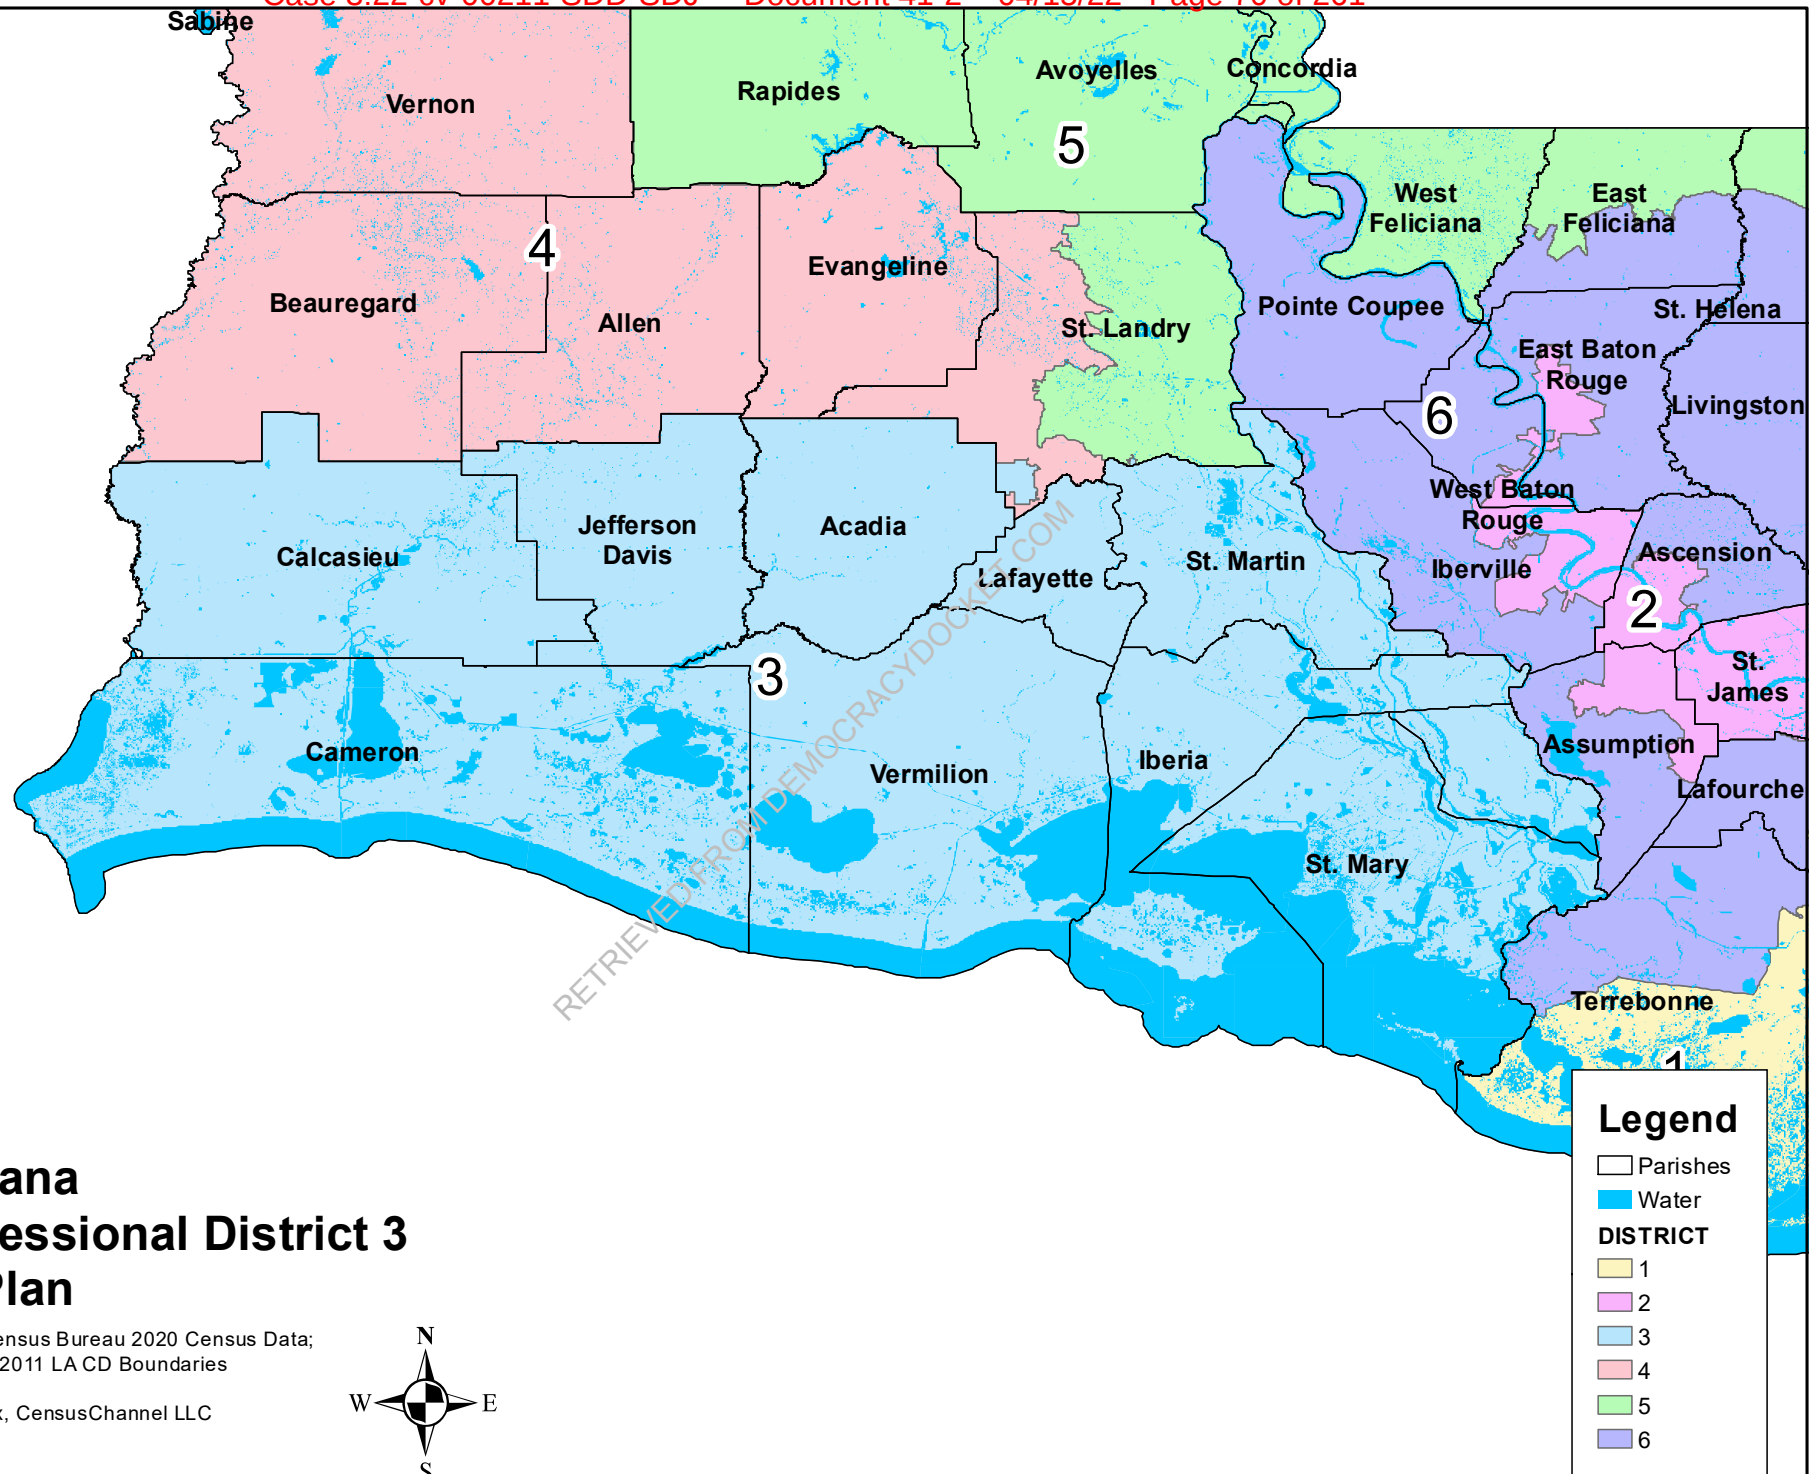 Sabine
Vernon
Rapides
Avoyelles
Concordia
5
West
Feliciana
East
Feliciana
4
Evangeline
Beauregard
Allen
St. Landry
Pointe Coupee
St. Helena
East Baton
Rouge
6
Livingston
West Baton
Rouge
Jefferson
Davis
Acadia
Calcasieu
Lafayette
St. Martin
Iberville
Ascension
2
3
St.
James
Cameron
Vermilion
Iberia
Assumption
Lafourche
St. Mary
Terrebonne
1
RETRIEVED FROM DEMOCRACYDOCKET.COM
Legend
Parishes
Water
DISTRICT
1
2
3
4
5
6
ana
essional District 3
Plan
ensus Bureau 2020 Census Data;
2011 LA CD Boundaries
x, CensusChannel LLC
N
W E
S